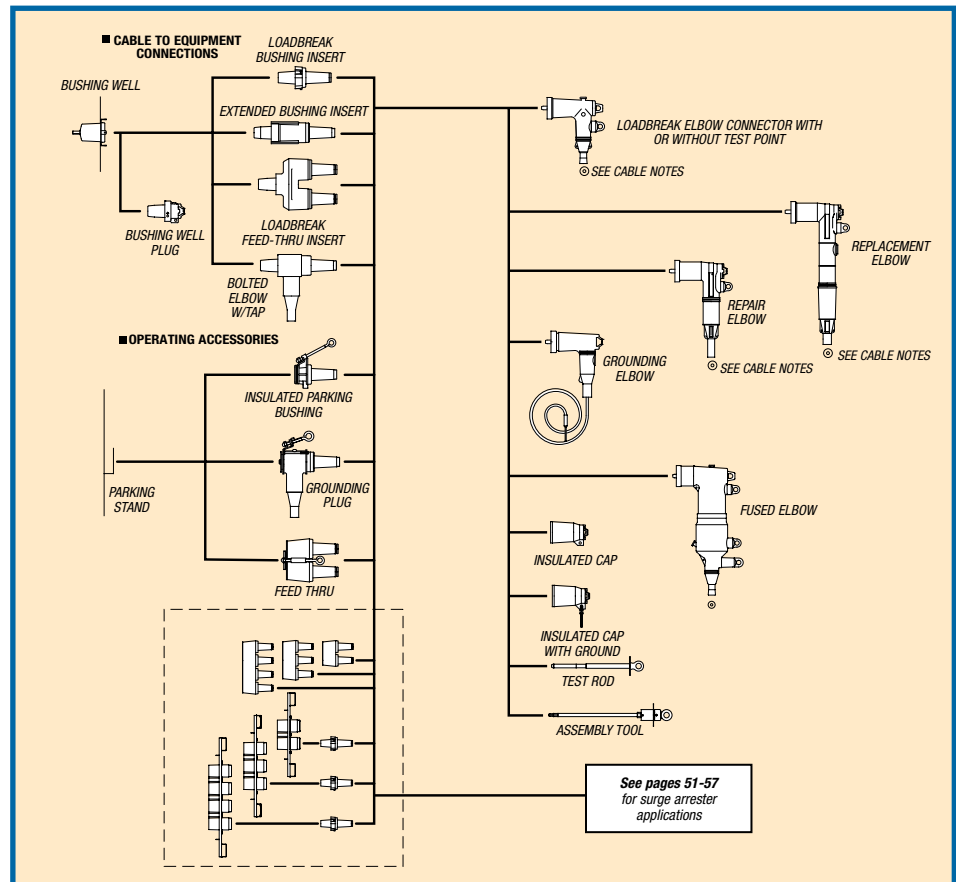 ■ CABLE TO EQUIPMENT
CONNECTIONS
LOADBREAK
BUSHING INSERT
BUSHING WELL
EXTENDED BUSHING INSERT
BUSHING WELL
PLUG
LOADBREAK
FEED-THRU INSERT
BOLTED
ELBOW
W/TAP
■ OPERATING ACCESSORIES
INSULATED PARKING
BUSHING
PARKING
STAND
GROUNDING
PLUG
FEED THRU
LOADBREAK ELBOW CONNECTOR WITH
OR WITHOUT TEST POINT
SEE CABLE NOTES
REPLACEMENT
ELBOW
SEE CABLE NOTES
REPAIR
ELBOW
SEE CABLE NOTES
GROUNDING
ELBOW
FUSED ELBOW
INSULATED CAP
INSULATED CAP
WITH GROUND
TEST ROD
ASSEMBLY TOOL
See pages 51-57
for surge arrester
applications